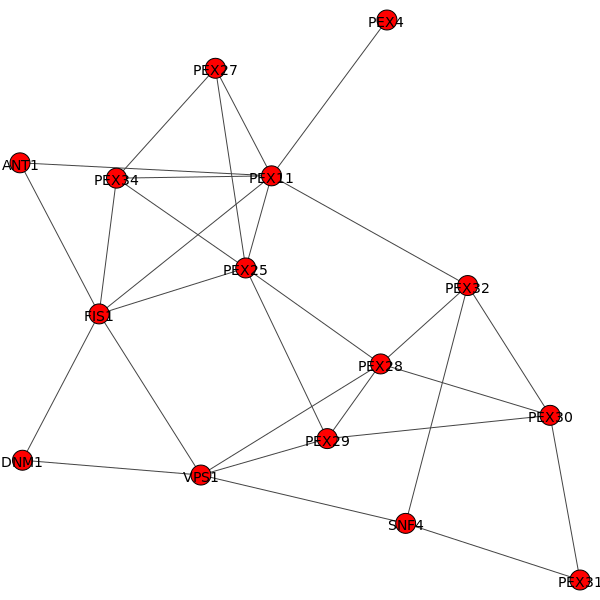 PEX4
PEX27
ANT1
PEX34
PEX11
PEX25
PEX32
FIS1
PEX28
PEX30
PEX29
DNM1
VPS1
SNF4
PEX31